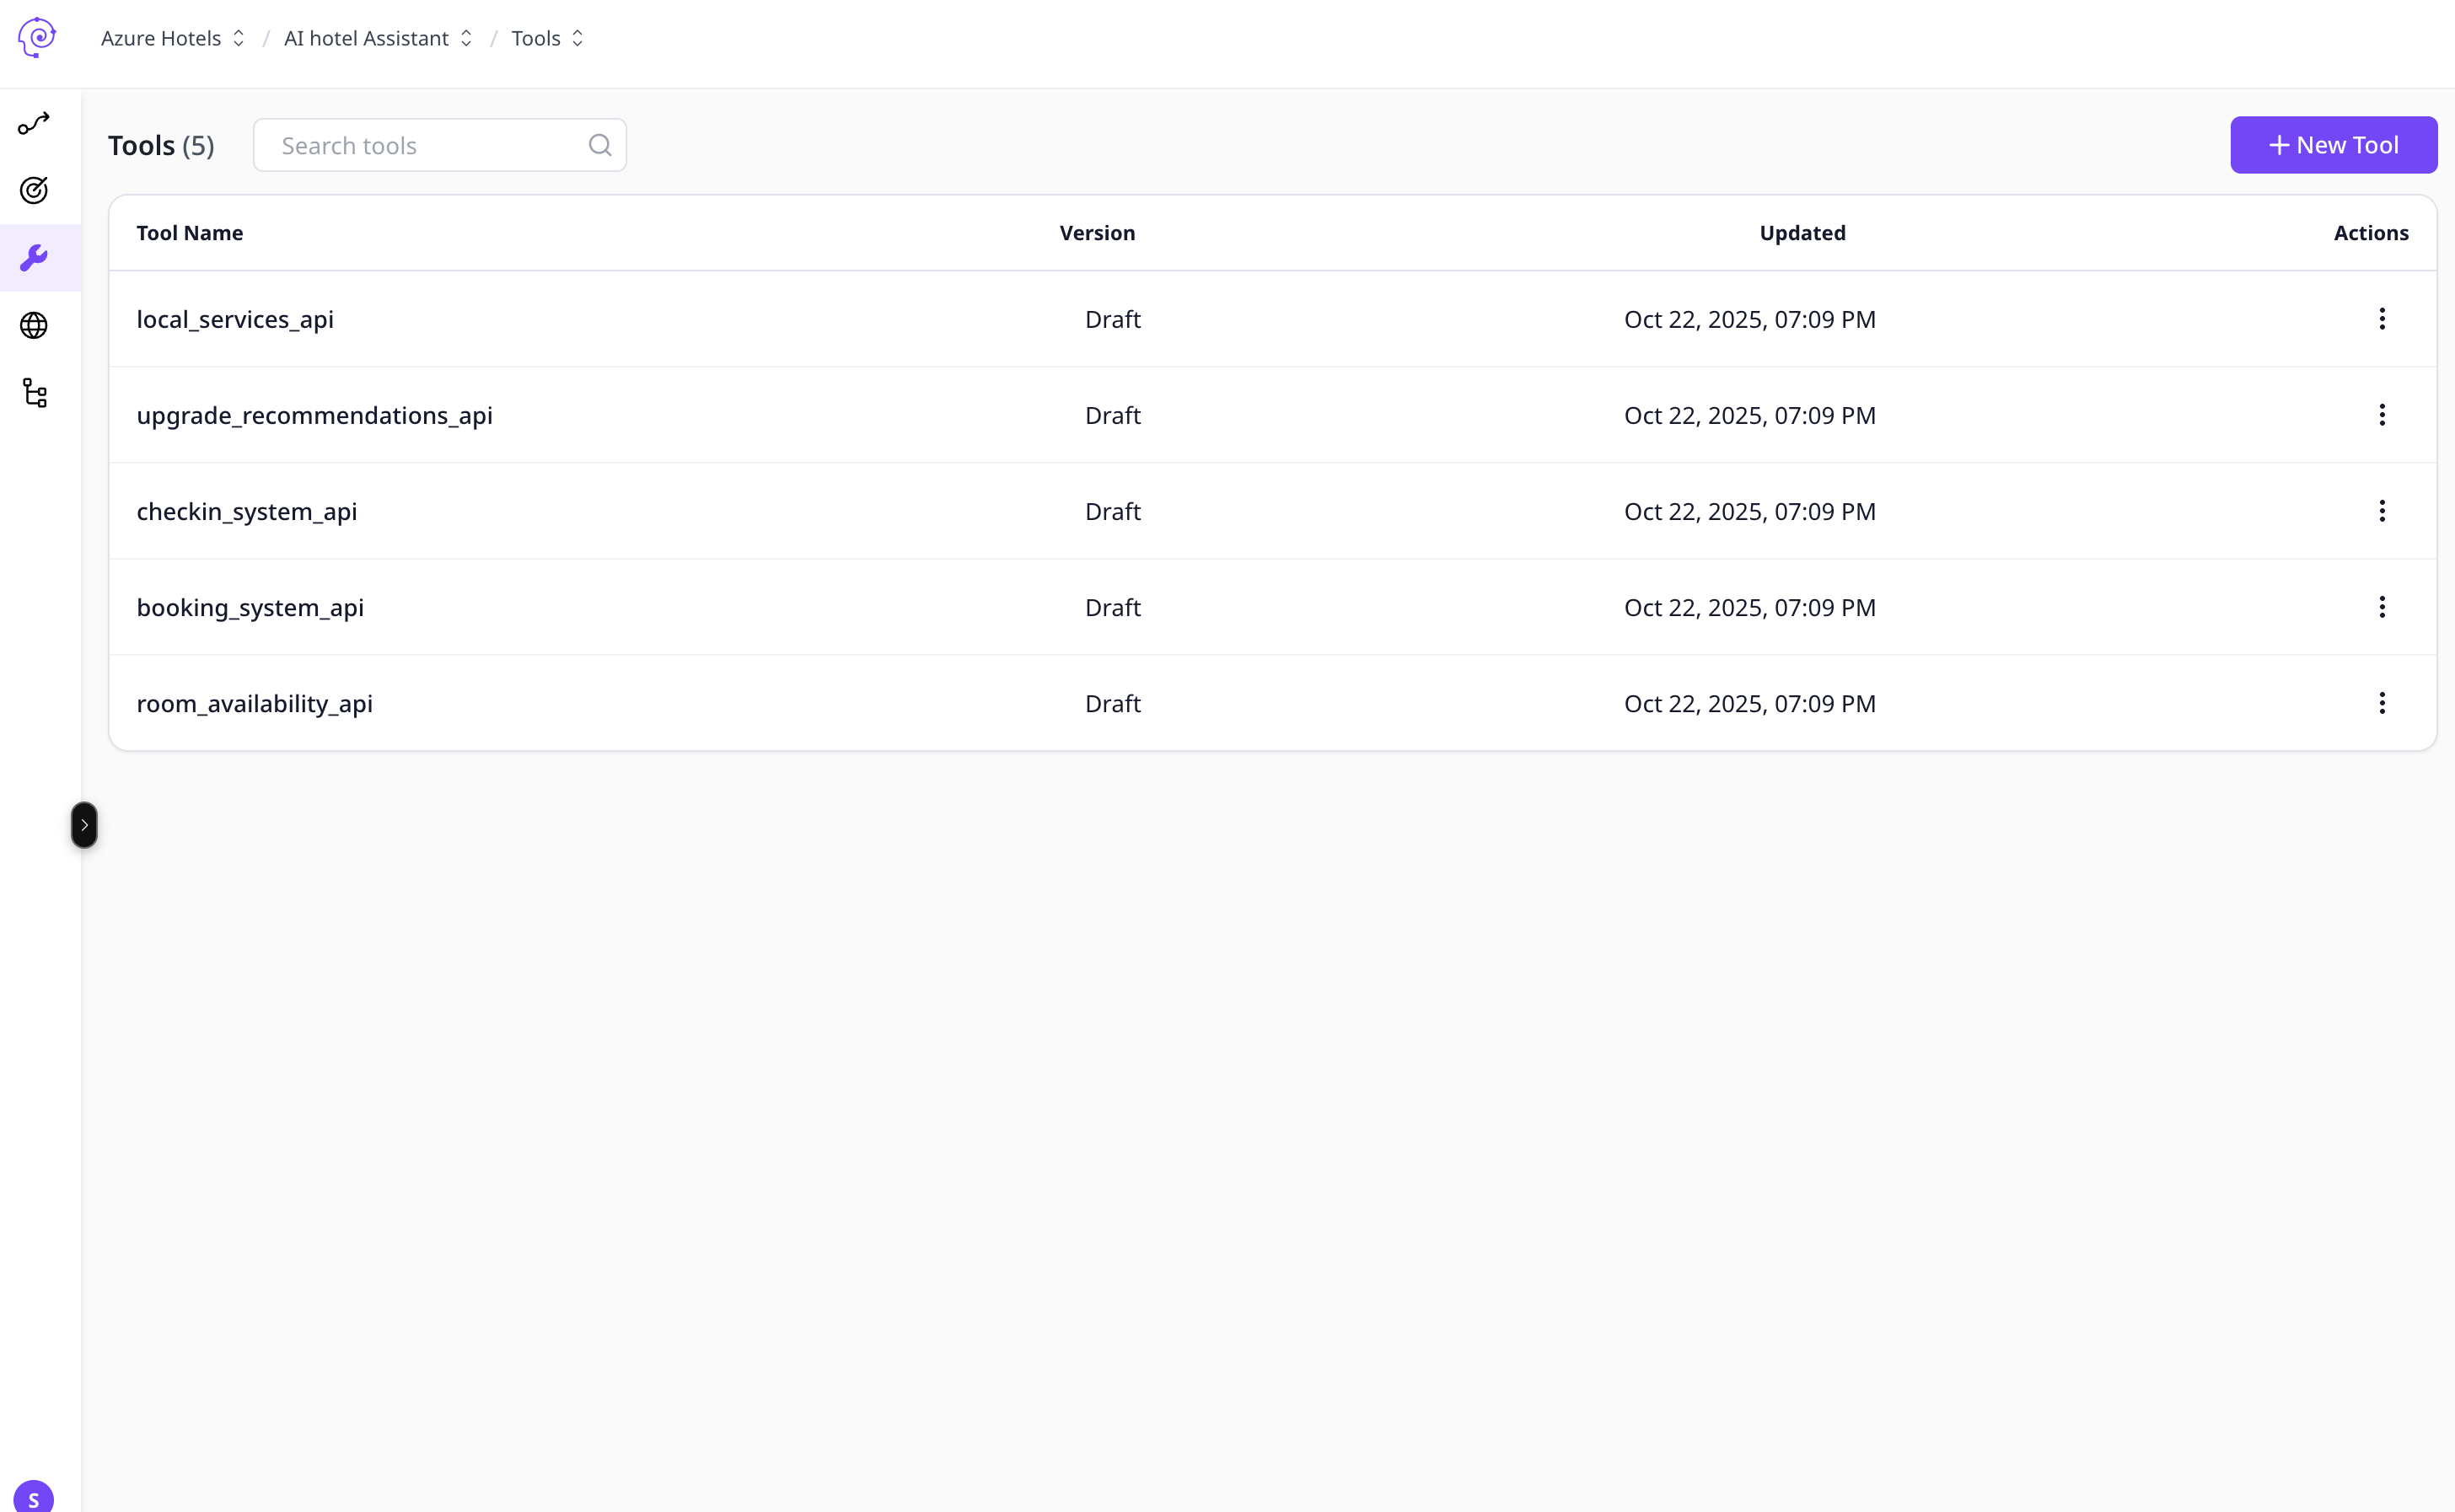 Azure Hotels / AI hotel Assistant / Tools
Tools (5) Search tools + New Tool
Tool Name Version Updated Actions
local_services_api Draft Oct 22, 2025, 07:09 PM
upgrade_recommendations_api Draft Oct 22, 2025, 07:09 PM
checkin_system_api Draft Oct 22, 2025, 07:09 PM
booking_system_api Draft Oct 22, 2025, 07:09 PM
room_availability_api Draft Oct 22, 2025, 07:09 PM
S